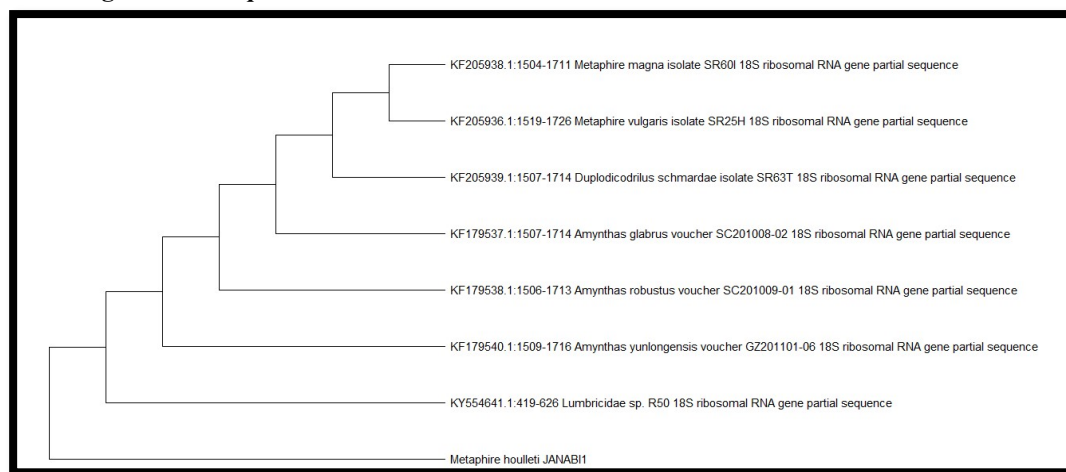 KF205938.1:1504-1711 Metaphire magna isolate SR60I 18S ribosomal RNA gene partial sequence
KF205936.1:1519-1726 Metaphire vulgaris isolate SR25H 18S ribosomal RNA gene partial sequence
KF205939.1:1507-1714 Duplodicodrilus schmardae isolate SR63T 18S ribosomal RNA gene partial sequence
KF179537.1:1507-1714 Amynthas glabrus voucher SC201008-02 18S ribosomal RNA gene partial sequence
KF179538.1:1506-1713 Amynthas robustus voucher SC201009-01 18S ribosomal RNA gene partial sequence
KF179540.1:1509-1716 Amynthas yunlongensis voucher GZ201101-06 18S ribosomal RNA gene partial sequence
KY554641.1:419-626 Lumbricidae sp. R50 18S ribosomal RNA gene partial sequence
Metaphire houlleti JANABI1